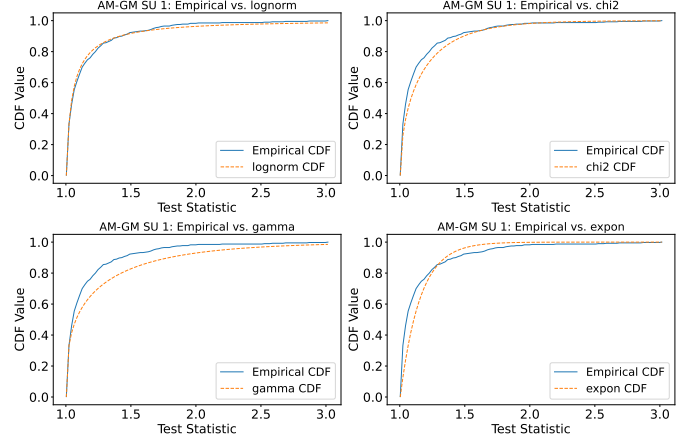 AM-GM SU 1: Empirical vs. lognorm
CDF Value
1.0
0.8
0.6
0.4
0.2
0.0
Empirical CDF
lognorm CDF
1.0 1.5 2.0 2.5 3.0
Test Statistic
AM-GM SU 1: Empirical vs. chi2
CDF Value
1.0
0.8
0.6
0.4
0.2
0.0
Empirical CDF
chi2 CDF
1.0 1.5 2.0 2.5 3.0
Test Statistic
AM-GM SU 1: Empirical vs. gamma
CDF Value
1.0
0.8
0.6
0.4
0.2
0.0
Empirical CDF
gamma CDF
1.0 1.5 2.0 2.5 3.0
Test Statistic
AM-GM SU 1: Empirical vs. expon
CDF Value
1.0
0.8
0.6
0.4
0.2
0.0
Empirical CDF
expon CDF
1.0 1.5 2.0 2.5 3.0
Test Statistic